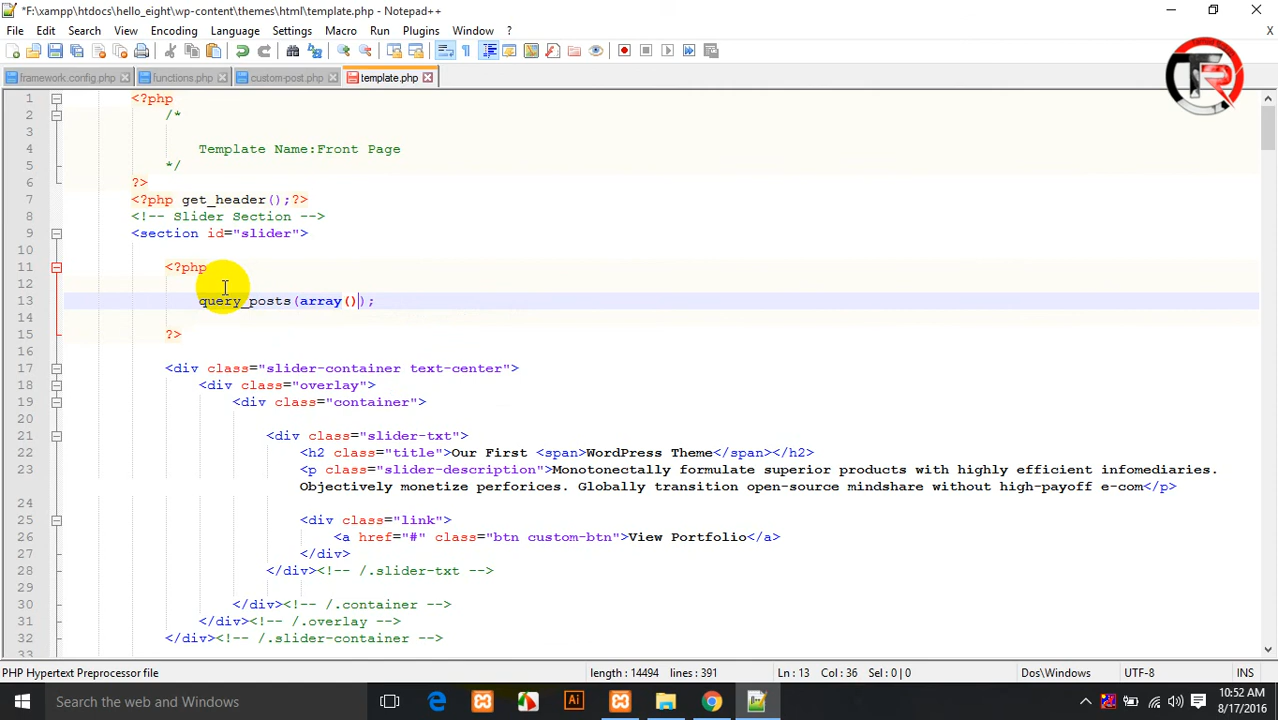 *F:\xampp\htdocs\hello_eight\wp-content\themes\html\template.php - Notepad++
File Edit Search View Encoding Language Settings Macro Run Plugins Window ? X
framework.config.php functions.php custom-post.php template.php
TR
1 <?php
2 /*
3
4 Template Name:Front Page
5 */
6 ?>
7 <?php get_header();?>
8 <!-- Slider Section -->
9 <section id="slider">
10
11 <?php
12
13 query_posts(array());
14
15 ?>
16
17 <div class="slider-container text-center">
18 <div class="overlay">
19 <div class="container">
20
21 <div class="slider-txt">
22 <h2 class="title">Our First <span>WordPress Theme</span></h2>
23 <p class="slider-description">Monotonectally formulate superior products with highly efficient infomediaries.
Objectively monetize perforices. Globally transition open-source mindshare without high-payoff e-com</p>
24
25 <div class="link">
26 <a href="#" class="btn custom-btn">View Portfolio</a>
27 </div>
28 </div><!-- /.slider-txt -->
29
30 </div><!-- /.container -->
31 </div><!-- /.overlay -->
32 </div><!-- /.slider-container -->
33
PHP Hypertext Preprocessor file length : 14494 lines : 391 Ln : 13 Col : 36 Sel : 0 | 0 Dos\Windows UTF-8 INS
Search the web and Windows
Ai
10:52 AM
8/17/2016